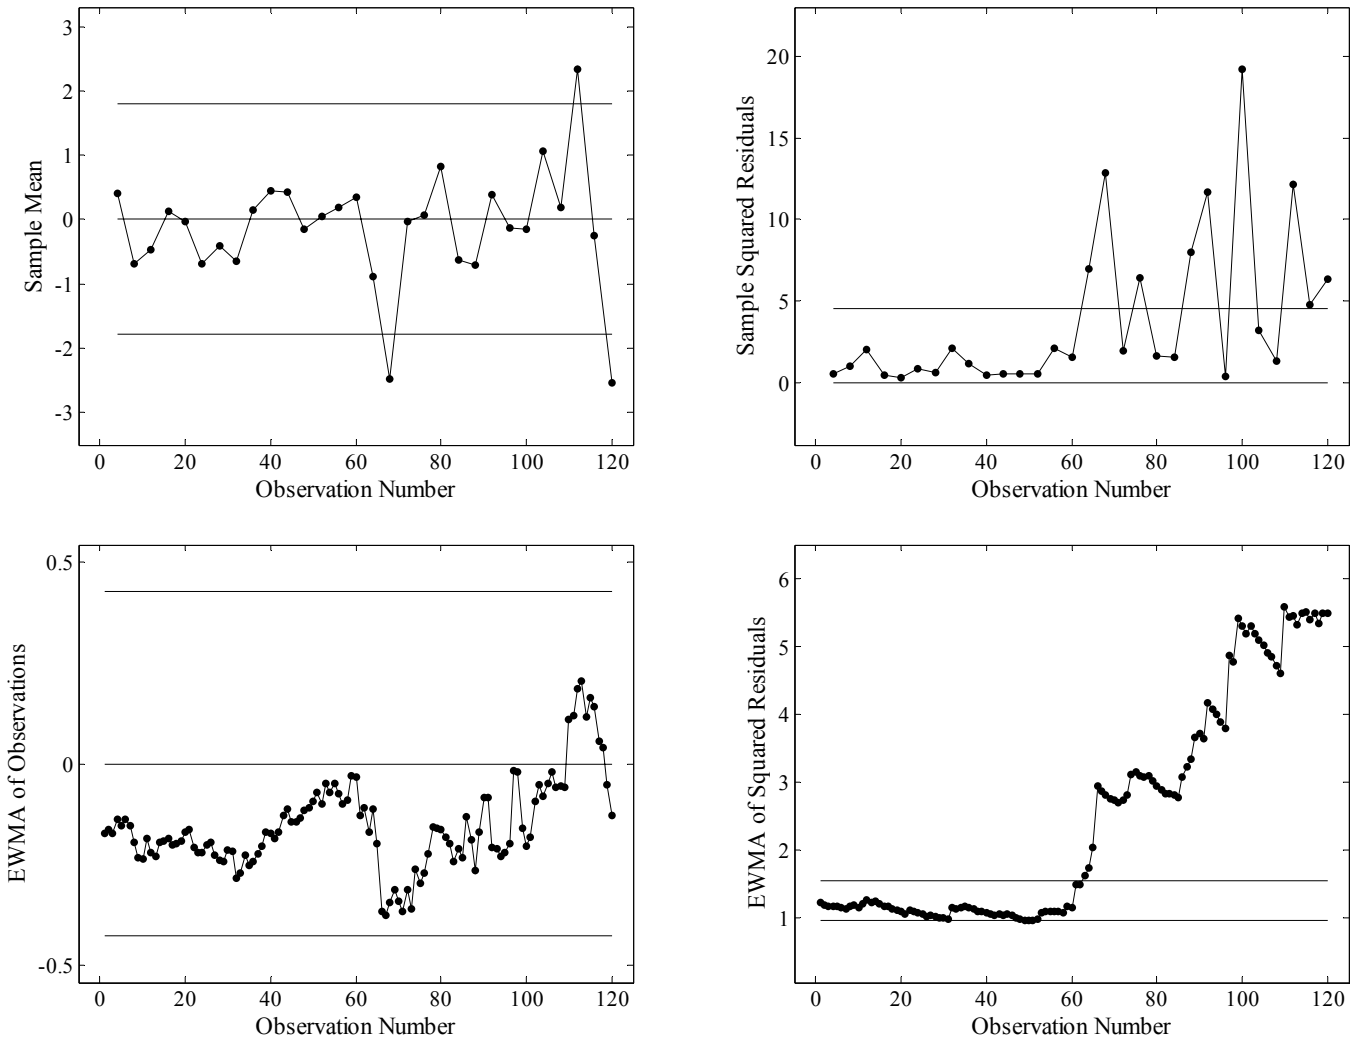 3
2
1
0
-1
-2
-3
Sample Mean
0 20 40 60 80 100 120
Observation Number
20
15
10
5
0
Sample Squared Residuals
0 20 40 60 80 100 120
Observation Number
0.5
0
-0.5
EWMA of Observations
0 20 40 60 80 100 120
Observation Number
6
5
4
3
2
1
EWMA of Squared Residuals
0 20 40 60 80 100 120
Observation Number